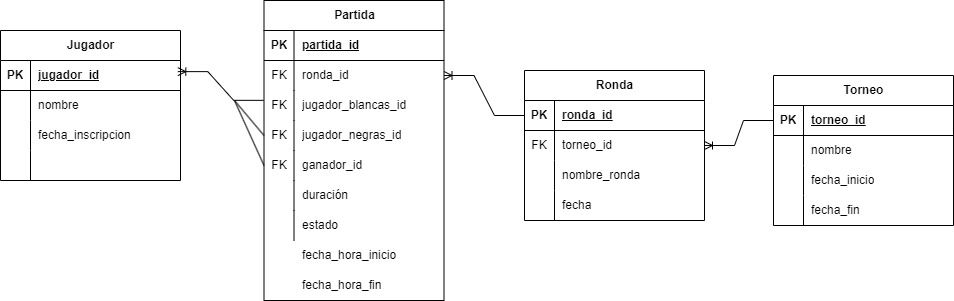 Jugador
PK jugador_id
nombre
fecha_inscripcion
Partida
PK partida_id
FK ronda_id
FK jugador_blancas_id
FK jugador_negras_id
FK ganador_id
duración
estado
fecha_hora_inicio
fecha_hora_fin
Ronda
PK ronda_id
FK torneo_id
nombre_ronda
fecha
Torneo
PK torneo_id
nombre
fecha_inicio
fecha_fin